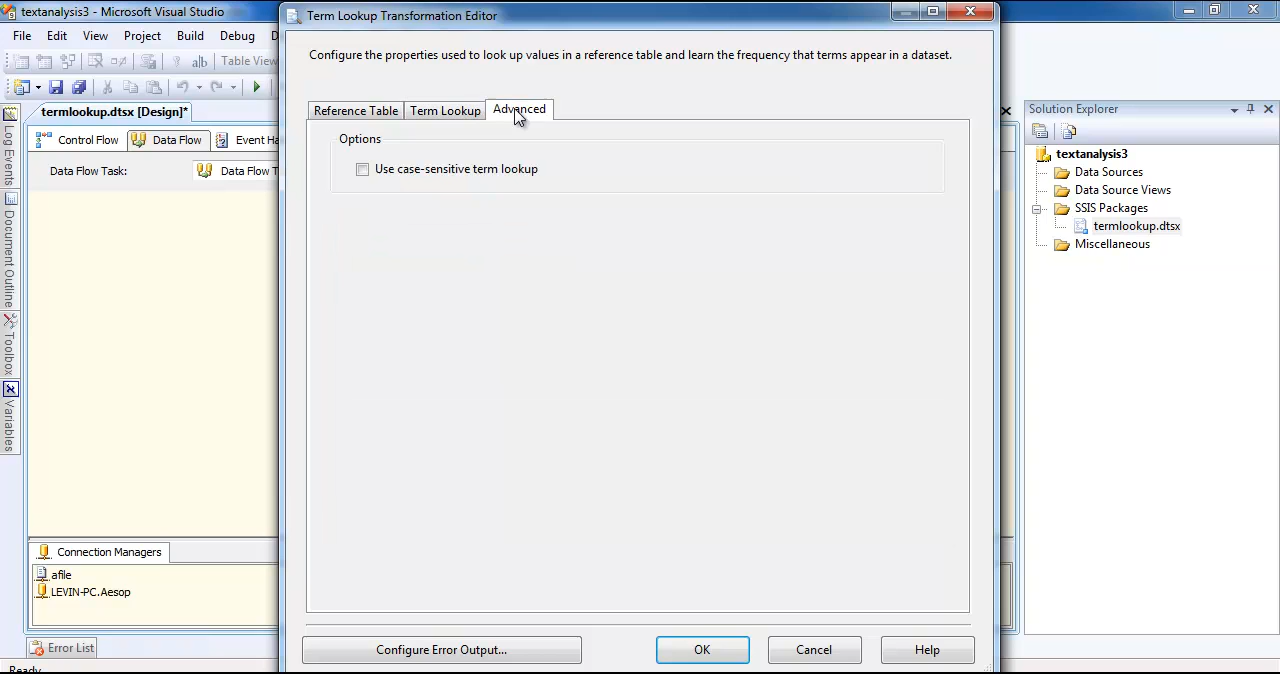 textanalysis3 - Microsoft Visual Studio
Term Lookup Transformation Editor
File Edit View Project Build Debug
Configure the properties used to look up values in a reference table and learn the frequency that terms appear in a dataset.
Table View
termlookup.dtsx [Design]*
Reference Table Term Lookup Advanced
Solution Explorer
Control Flow Data Flow Event Ha
Options
Data Flow Task: Data Flow T
Use case-sensitive term lookup
textanalysis3
Data Sources
Data Source Views
SSIS Packages
termlookup.dtsx
Miscellaneous
Log Events
Document Outline
Toolbox
Variables
Connection Managers
afile
LEVIN-PC.Aesop
Error List
Configure Error Output... OK Cancel Help
Ready